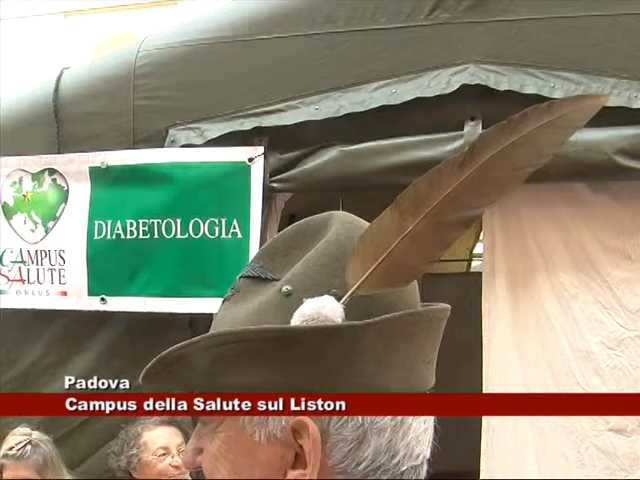 DIABETOLOGIA
CAMPUS
SALUTE
ONLUS
Padova
Campus della Salute sul Liston